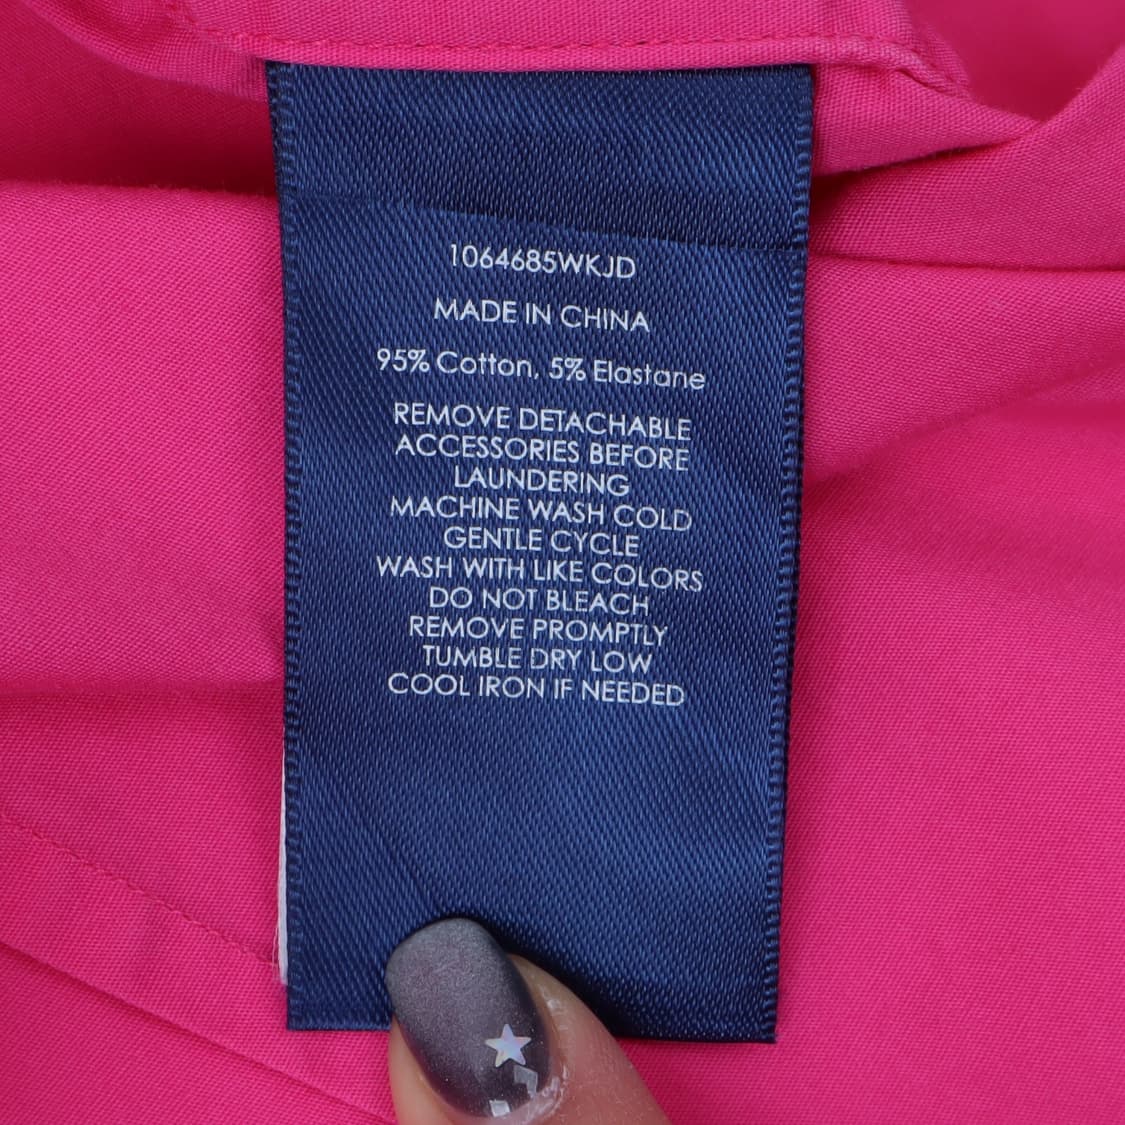 1064685WKJD
MADE IN CHINA
95% Cotton, 5% Elastane
REMOVE DETACHABLE
ACCESSORIES BEFORE
LAUNDERING
MACHINE WASH COLD
GENTLE CYCLE
WASH WITH LIKE COLORS
DO NOT BLEACH
REMOVE PROMPTLY
TUMBLE DRY LOW
COOL IRON IF NEEDED